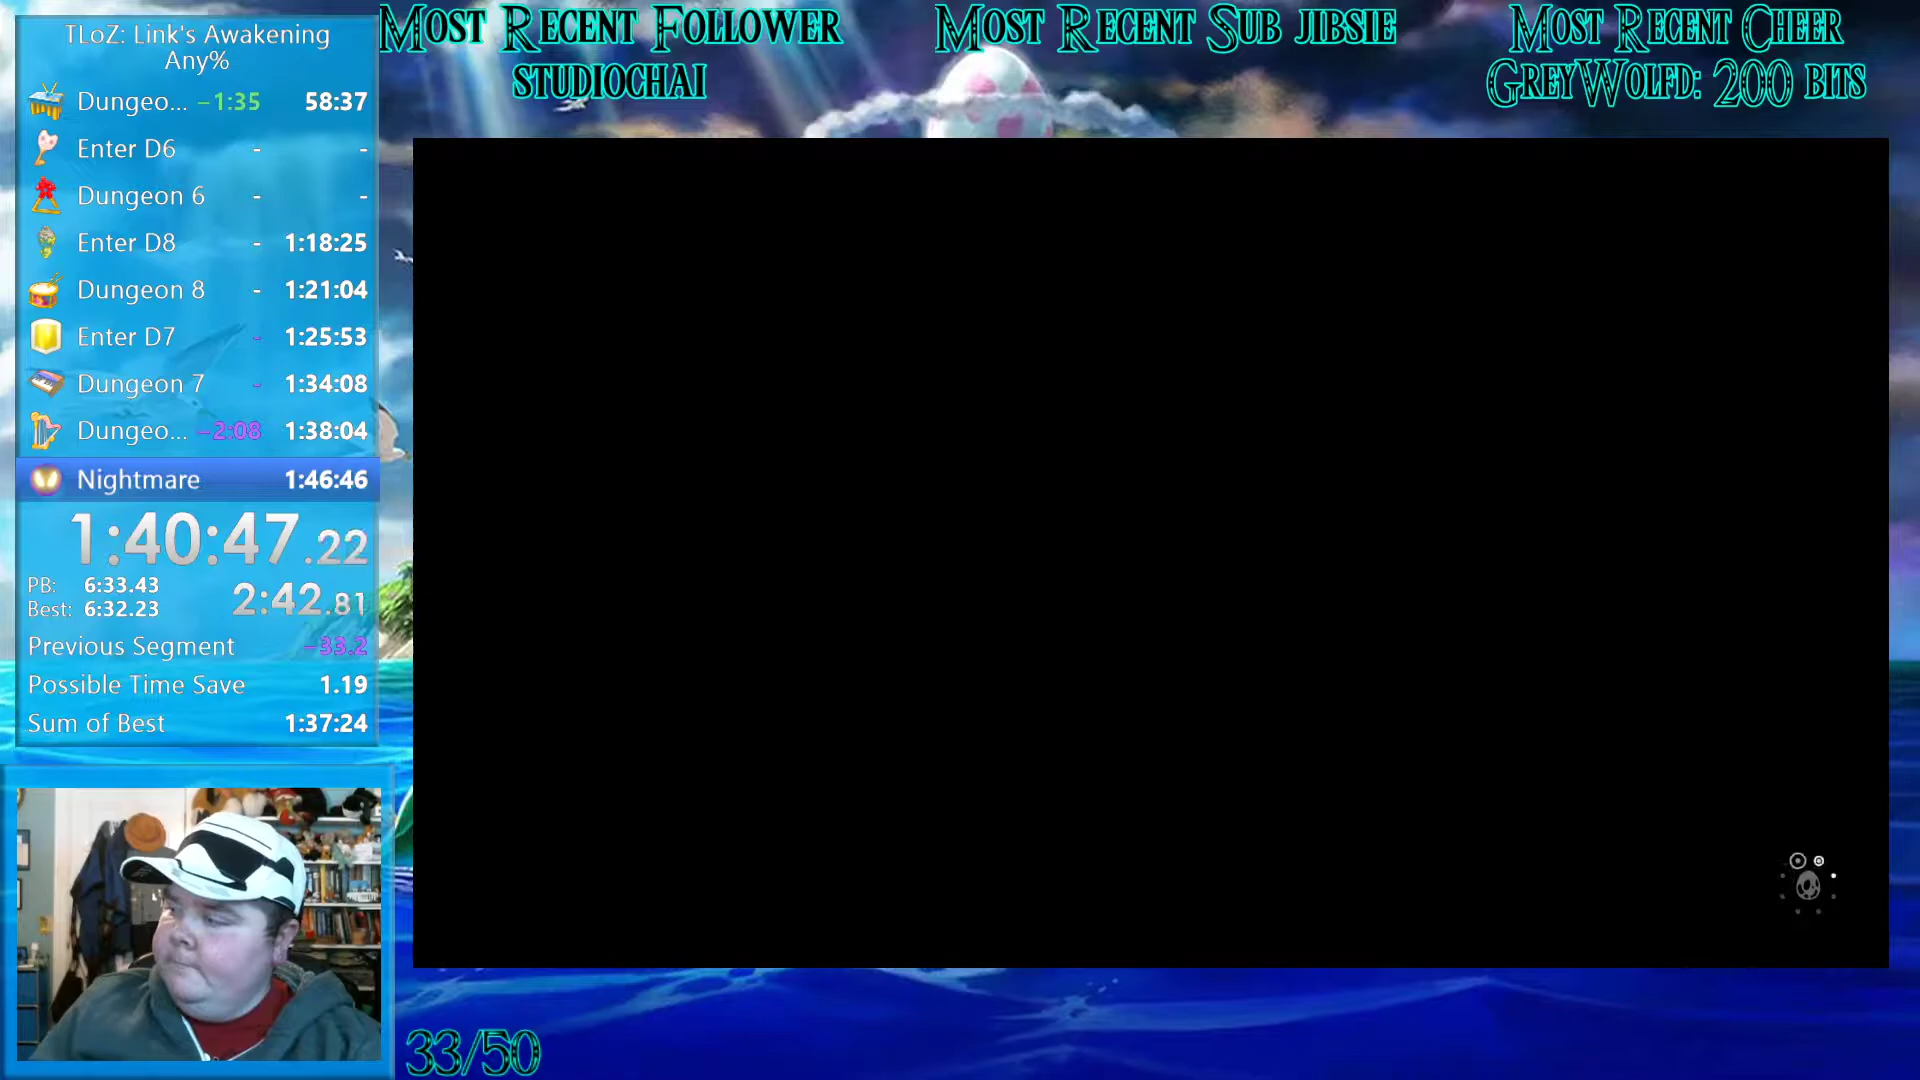 TLoZ: Link's Awakening
Any%
Dungeo... −1:35 58:37
Enter D6 - -
Dungeon 6 - -
Enter D8 - 1:18:25
Dungeon 8 - 1:21:04
Enter D7 - 1:25:53
Dungeon 7 - 1:34:08
Dungeo... −2:08 1:38:04
Nightmare 1:46:46
1:40:47.22
PB: 6:33.43
Best: 6:32.23
2:42.81
Previous Segment −33.2
Possible Time Save 1.19
Sum of Best 1:37:24
Most Recent Follower
studiochai
Most Recent Sub jibsie
Most Recent Cheer
GreyWolfd: 200 bits
33/50